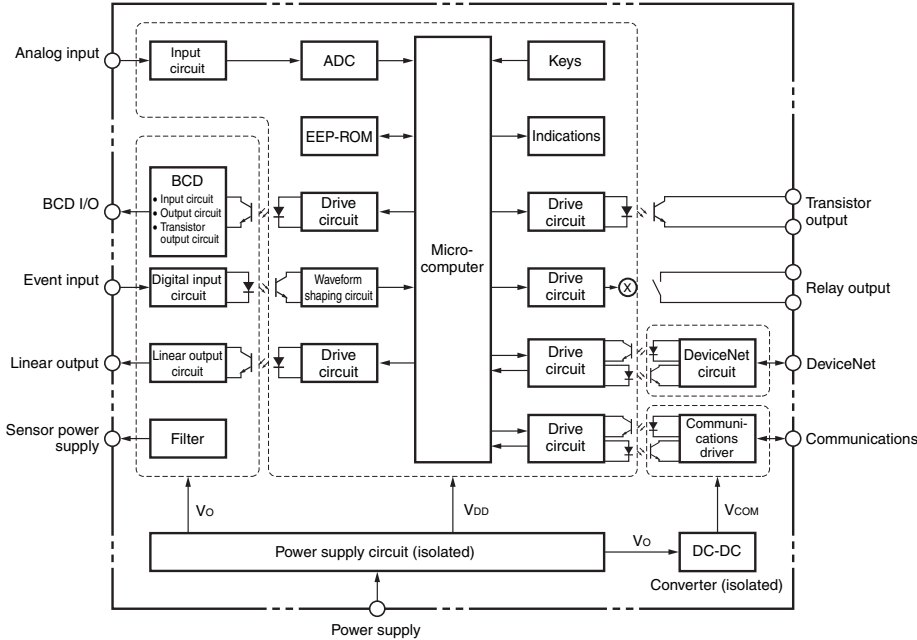 Analog input
Input
circuit
ADC
Keys
EEP-ROM
Indications
Micro-
computer
BCD I/O
BCD
• Input circuit
• Output circuit
• Transistor
output circuit
Drive
circuit
Drive
circuit
Transistor
output
Event input
Digital input
circuit
Waveform
shaping circuit
Drive
circuit
X
Relay output
Linear output
Linear output
circuit
Drive
circuit
Drive
circuit
DeviceNet
circuit
DeviceNet
Sensor power
supply
Filter
Drive
circuit
Communi-
cations
driver
Communications
VO
VDD
VCOM
Power supply circuit (isolated)
VO
DC-DC
Converter (isolated)
Power supply